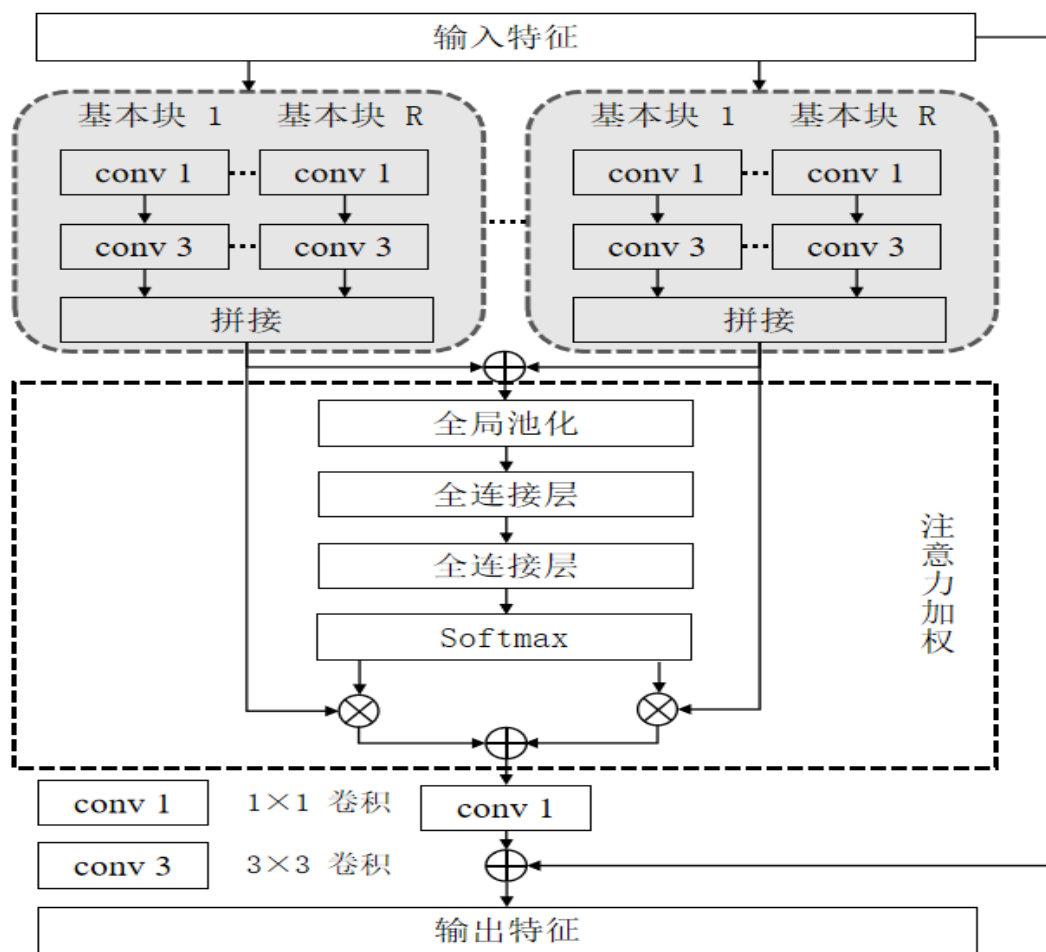 输入特征
基本块 1 基本块 R 基本块 1 基本块 R
conv 1 conv 1 conv 1 conv 1
conv 3 conv 3 conv 3 conv 3
拼接 拼接
全局池化
全连接层
全连接层
Softmax
注意力加权
conv 1 1×1 卷积 conv 1
conv 3 3×3 卷积
输出特征